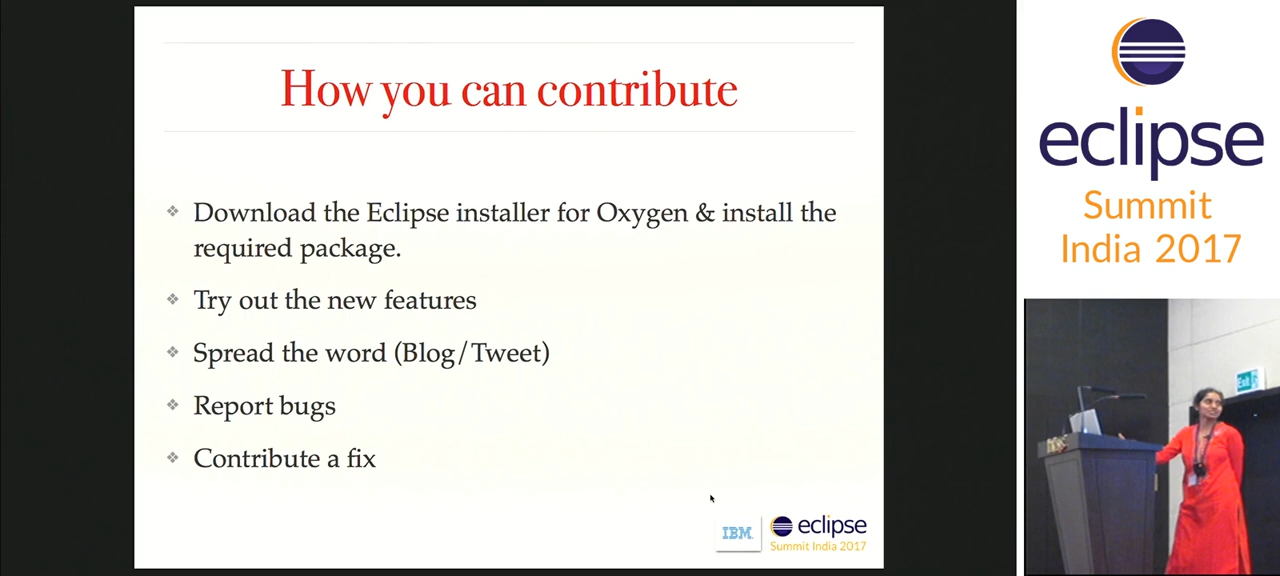 How you can contribute
Download the Eclipse installer for Oxygen & install the
required package.
Try out the new features
Spread the word (Blog/Tweet)
Report bugs
Contribute a fix
IBM
eclipse
Summit India 2017
eclipse
Summit
India 2017
Exit